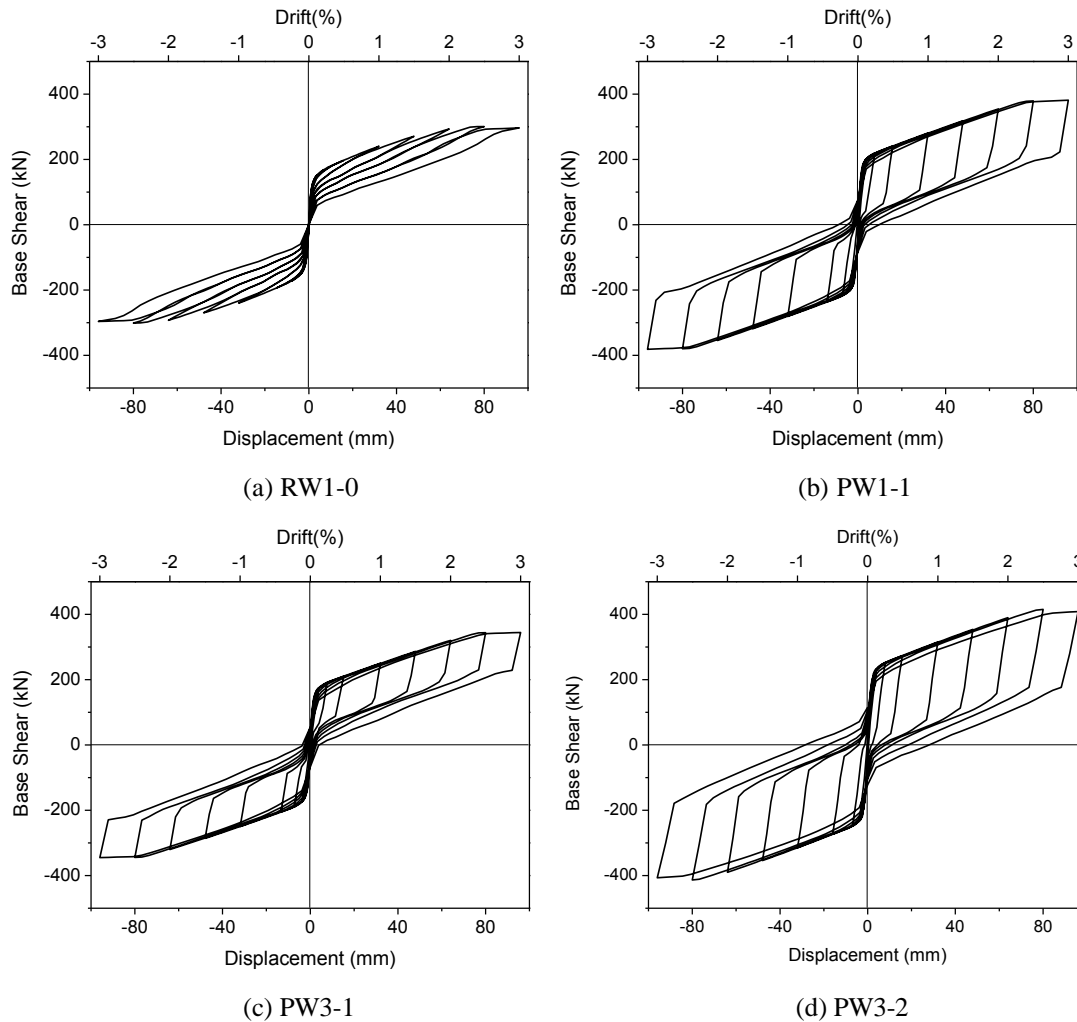 Drift(%)
-3 -2 -1 0 1 2 3
400
200
0
-200
-400
Base Shear (kN)
-80 -40 0 40 80
Displacement (mm)
(a) RW1-0
Drift(%)
-3 -2 -1 0 1 2 3
400
200
0
-200
-400
Base Shear (kN)
-80 -40 0 40 80
Displacement (mm)
(b) PW1-1
Drift(%)
-3 -2 -1 0 1 2 3
400
200
0
-200
-400
Base Shear (kN)
-80 -40 0 40 80
Displacement (mm)
(c) PW3-1
Drift(%)
-3 -2 -1 0 1 2 3
400
200
0
-200
-400
Base Shear (kN)
-80 -40 0 40 80
Displacement (mm)
(d) PW3-2